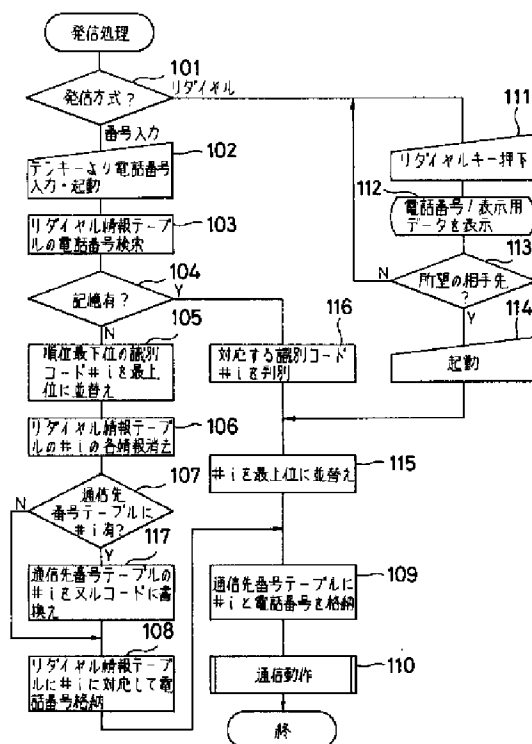 発信処理
101
発信方式?
リダイヤル
番号入力
102
テンキーより電話番号
入力・起動
103
リダイヤル情報テーブ
ルの電話番号検索
104
記憶有?
Y
N
105
順位最下位の識別
コード#iを最上
位に並替え
106
リダイヤル情報テーブ
ルの#iの各情報消去
107
通信先
番号テーブルに
#i有?
N
Y
117
通信先番号テーブルの
#iをヌルコードに書
換え
108
リダイヤル情報テーブル
に#iに対応して電
話番号格納
111
リダイヤルキー押下
112
電話番号/表示用
データを表示
113
所望の相手先
?
N
Y
114
起動
116
対応する識別コード
#iを判別
115
#iを最上位に並替え
109
通信先番号テーブルに
#iと電話番号を格納
110
通信動作
終